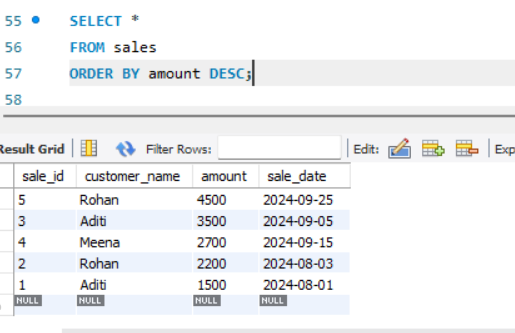 55 SELECT *
56 FROM sales
57 ORDER BY amount DESC;
58
Result Grid Filter Rows: Edit: Exp
sale_id customer_name amount sale_date
5 Rohan 4500 2024-09-25
3 Aditi 3500 2024-09-05
4 Meena 2700 2024-09-15
2 Rohan 2200 2024-08-03
1 Aditi 1500 2024-08-01
NULL NULL NULL NULL